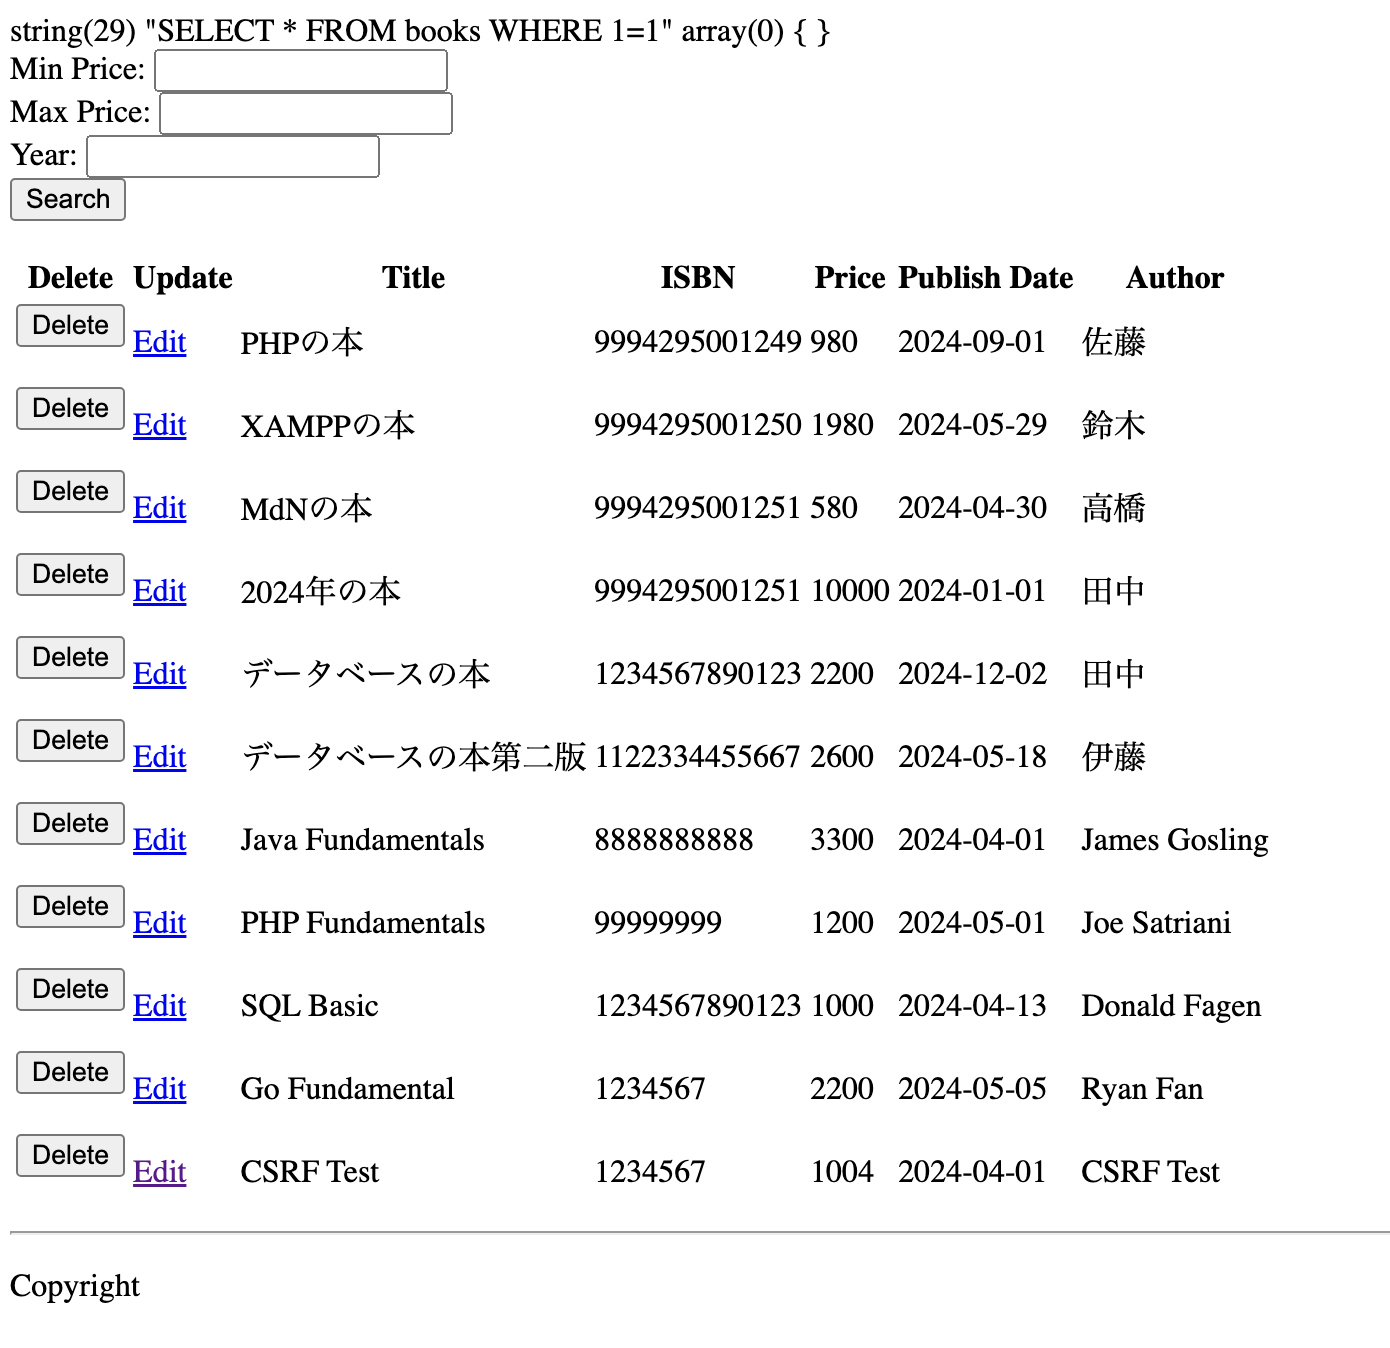 string(29) "SELECT * FROM books WHERE 1=1" array(0) { }
Min Price:
Max Price:
Year:
Search
Delete Update Title ISBN Price Publish Date Author
Delete Edit PHPの本 9994295001249 980 2024-09-01 佐藤
Delete Edit XAMPPの本 9994295001250 1980 2024-05-29 鈴木
Delete Edit MdNの本 9994295001251 580 2024-04-30 高橋
Delete Edit 2024年の本 9994295001251 10000 2024-01-01 田中
Delete Edit データベースの本 1234567890123 2200 2024-12-02 田中
Delete Edit データベースの本第二版 1122334455667 2600 2024-05-18 伊藤
Delete Edit Java Fundamentals 8888888888 3300 2024-04-01 James Gosling
Delete Edit PHP Fundamentals 99999999 1200 2024-05-01 Joe Satriani
Delete Edit SQL Basic 1234567890123 1000 2024-04-13 Donald Fagen
Delete Edit Go Fundamental 1234567 2200 2024-05-05 Ryan Fan
Delete Edit CSRF Test 1234567 1004 2024-04-01 CSRF Test
Copyright